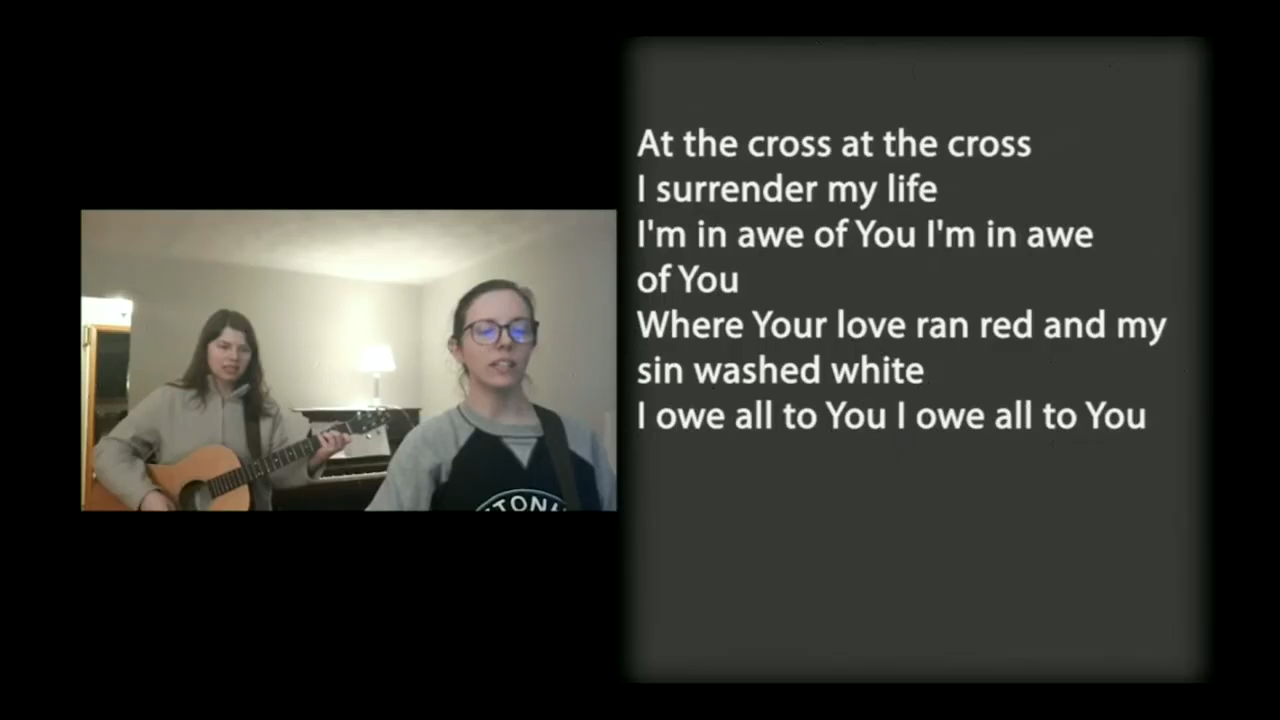 At the cross at the cross
I surrender my life
I'm in awe of You I'm in awe
of You
Where Your love ran red and my
sin washed white
I owe all to You I owe all to You